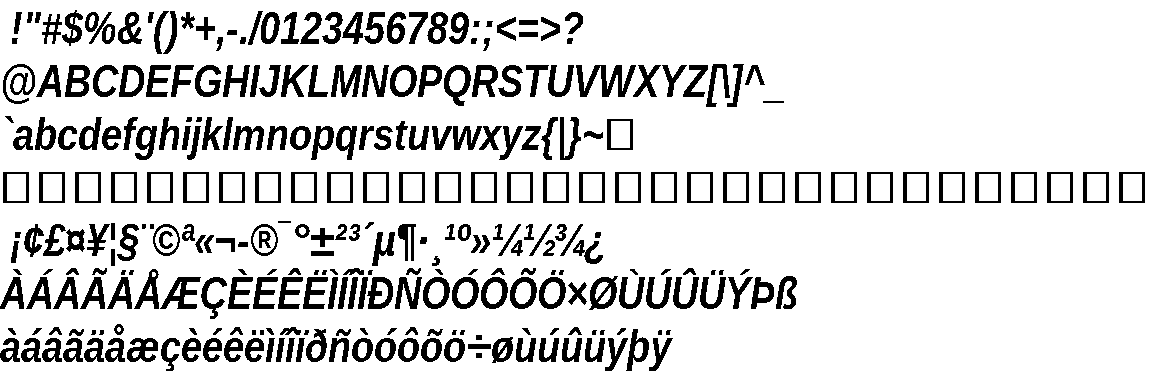 !"#$%&'()*+,-./0123456789:;<=>?
@ABCDEFGHIJKLMNOPQRSTUVWXYZ[\]^_
`abcdefghijklmnopqrstuvwxyz{|}~□
□□□□□□□□□□□□□□□□□□□□□□□□□□□□□□□□
¡¢£¤¥¦§¨©ª«¬-®¯°±²³´µ¶·¸¹º»¼½¾¿
ÀÁÂÃÄÅÆÇÈÉÊËÌÍÎÏÐÑÒÓÔÕÖ×ØÙÚÛÜÝÞß
àáâãäåæçèéêëìíîïðñòóôõö÷øùúûüýþÿ